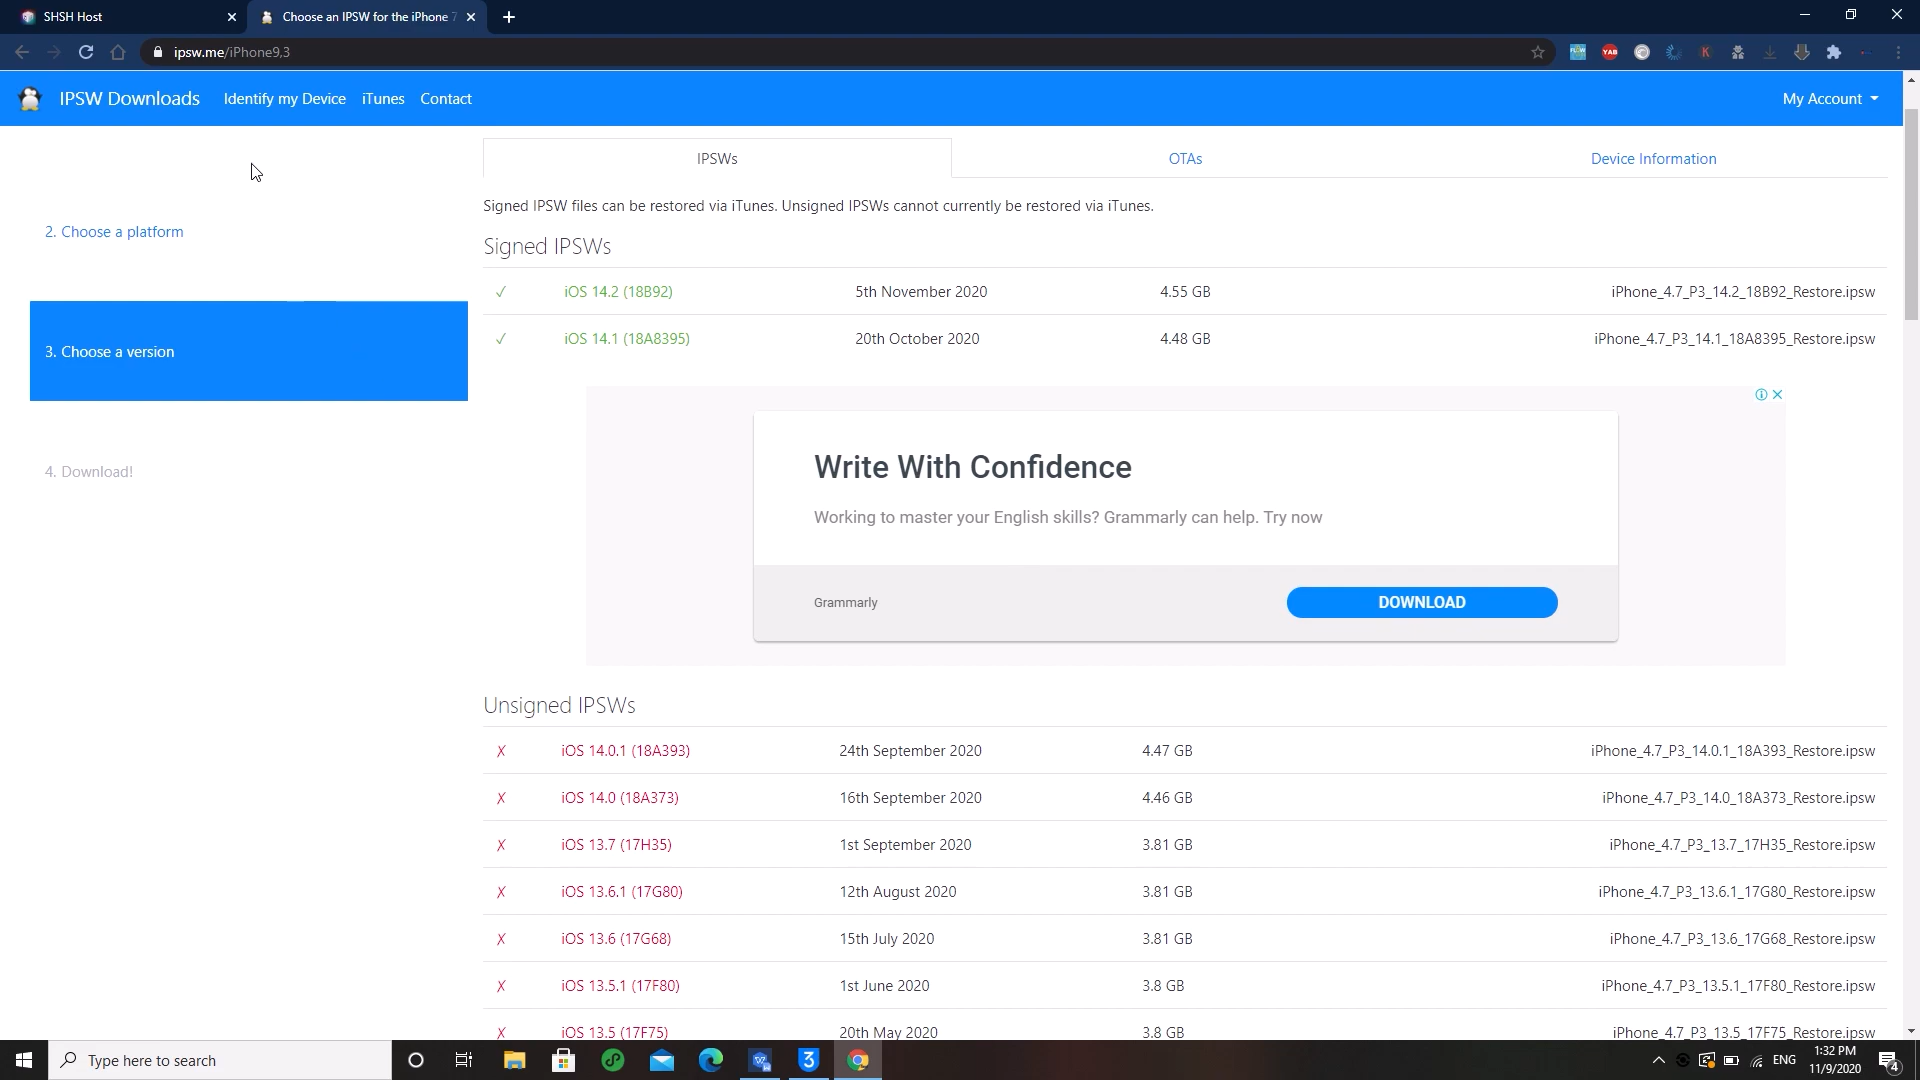 SHSH Host
Choose an IPSW for the iPhone 7
ipsw.me/iPhone9,3
IPSW Downloads
Identify my Device
iTunes
Contact
My Account
IPSWs
OTAs
Device Information
2. Choose a platform
3. Choose a version
4. Download!
Signed IPSW files can be restored via iTunes. Unsigned IPSWs cannot currently be restored via iTunes.
Signed IPSWs
✓ iOS 14.2 (18B92) 5th November 2020 4.55 GB iPhone_4.7_P3_14.2_18B92_Restore.ipsw
✓ iOS 14.1 (18A8395) 20th October 2020 4.48 GB iPhone_4.7_P3_14.1_18A8395_Restore.ipsw
Write With Confidence
Working to master your English skills? Grammarly can help. Try now
Grammarly
DOWNLOAD
Unsigned IPSWs
X iOS 14.0.1 (18A393) 24th September 2020 4.47 GB iPhone_4.7_P3_14.0.1_18A393_Restore.ipsw
X iOS 14.0 (18A373) 16th September 2020 4.46 GB iPhone_4.7_P3_14.0_18A373_Restore.ipsw
X iOS 13.7 (17H35) 1st September 2020 3.81 GB iPhone_4.7_P3_13.7_17H35_Restore.ipsw
X iOS 13.6.1 (17G80) 12th August 2020 3.81 GB iPhone_4.7_P3_13.6.1_17G80_Restore.ipsw
X iOS 13.6 (17G68) 15th July 2020 3.81 GB iPhone_4.7_P3_13.6_17G68_Restore.ipsw
X iOS 13.5.1 (17F80) 1st June 2020 3.8 GB iPhone_4.7_P3_13.5.1_17F80_Restore.ipsw
X iOS 13.5 (17F75) 20th May 2020 3.8 GB iPhone_4.7_P3_13.5_17F75_Restore.ipsw
Type here to search
ENG
1:32 PM
11/9/2020
4